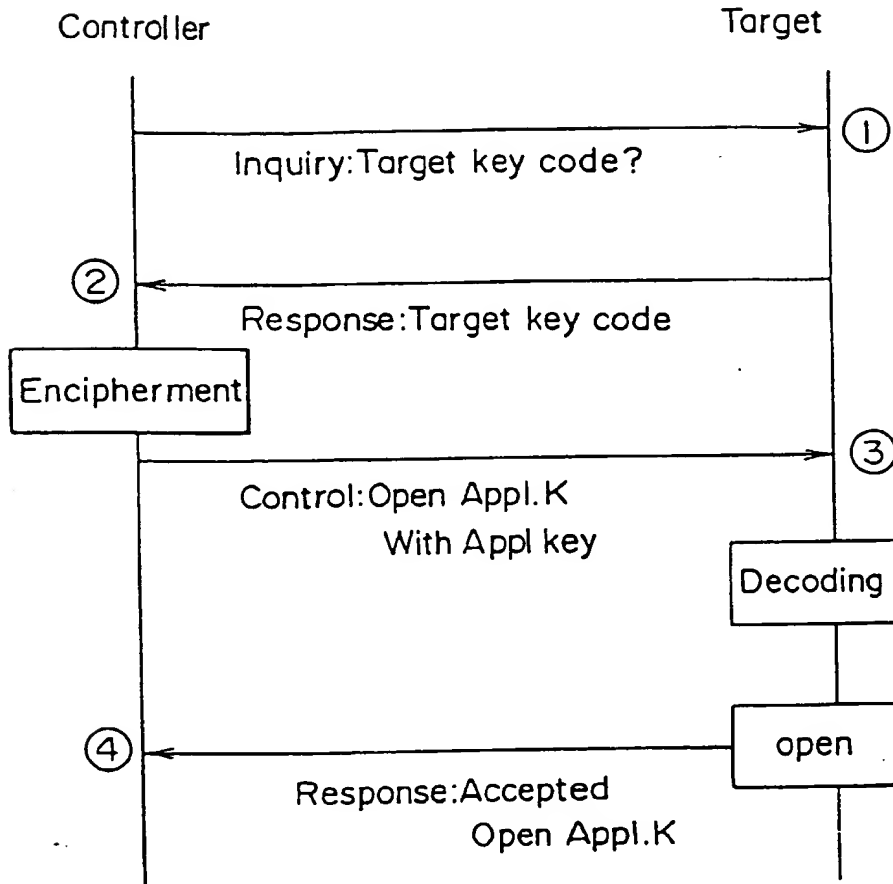 Controller
Target
①
Inquiry:Target key code?
②
Response:Target key code
Encipherment
③
Control:Open Appl.K
With Appl key
Decoding
④
open
Response:Accepted
Open Appl.K